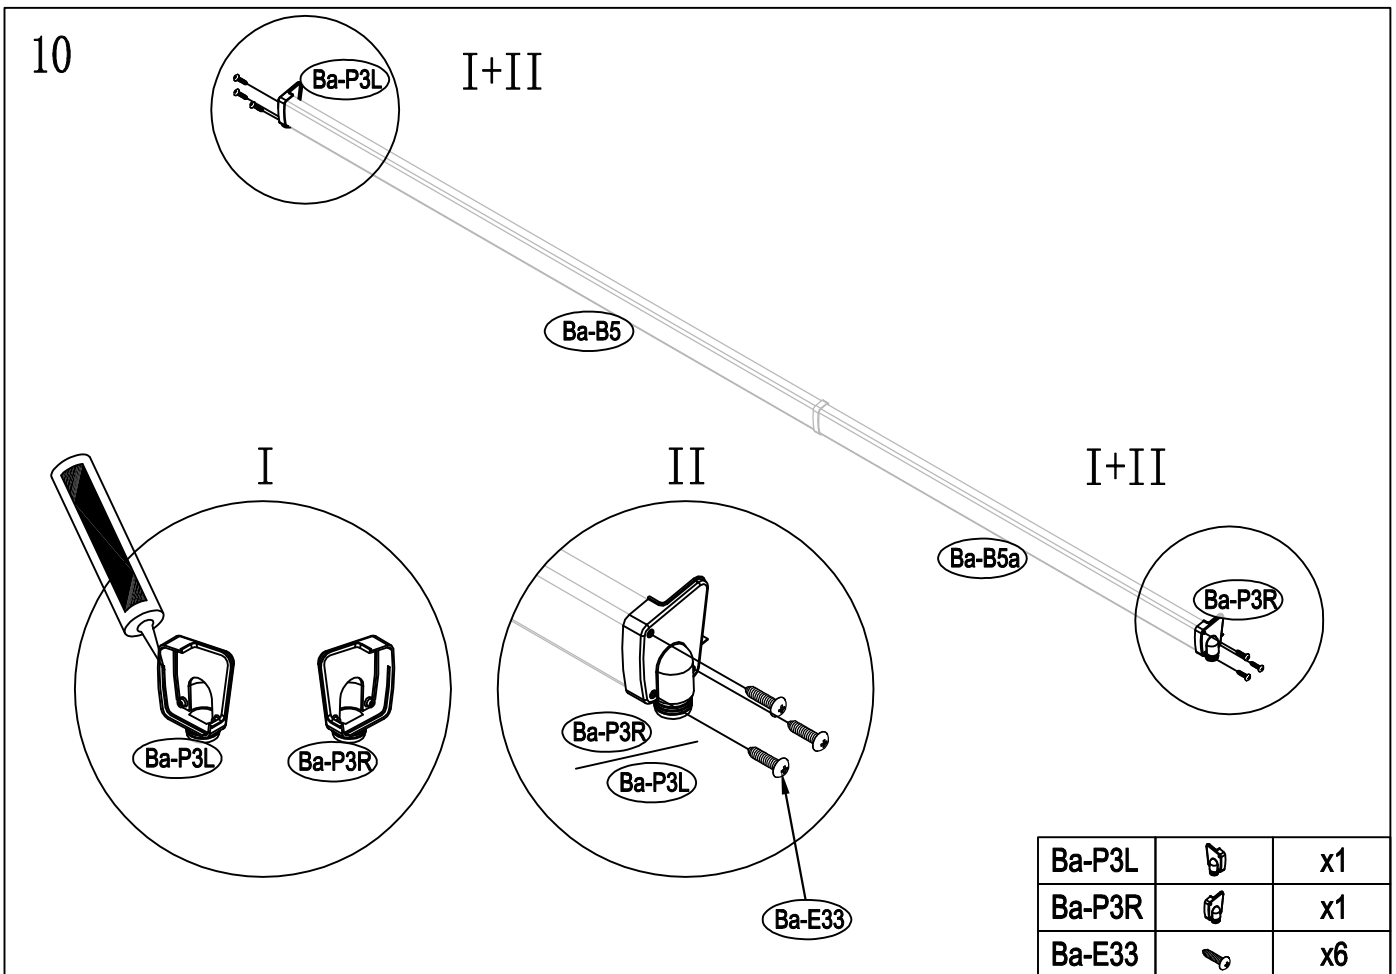 10
I+II
Ba-P3L
Ba-B5
I+II
Ba-B5a
Ba-P3R
I
Ba-P3L
Ba-P3R
II
Ba-P3R
Ba-P3L
Ba-E33
Ba-P3L x1
Ba-P3R x1
Ba-E33 x6